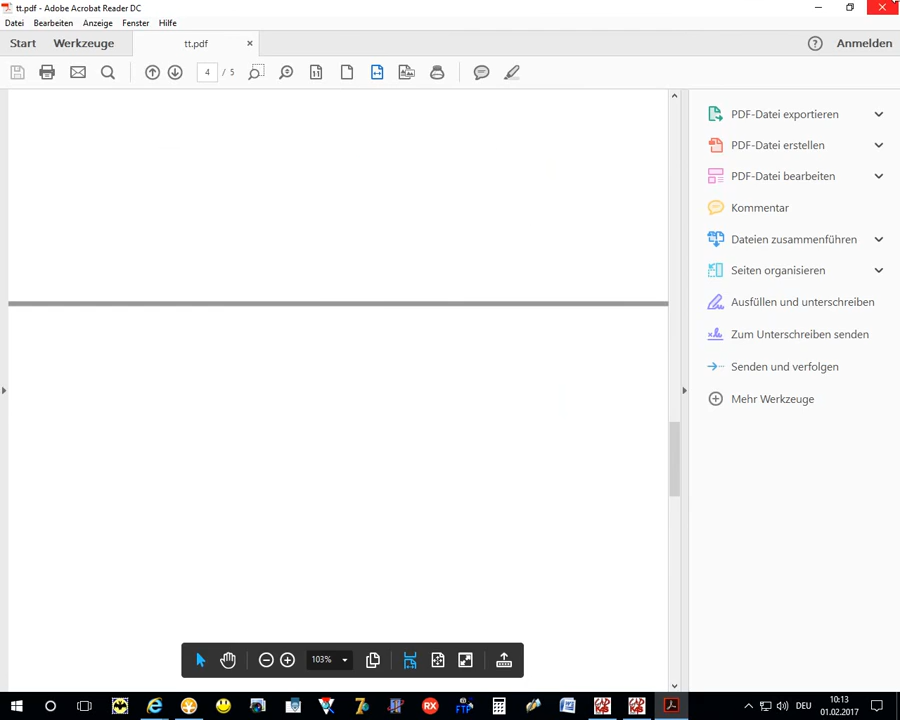 tt.pdf - Adobe Acrobat Reader DC
Datei Bearbeiten Anzeige Fenster Hilfe
Start Werkzeuge tt.pdf × Anmelden
4 / 5
PDF-Datei exportieren
PDF-Datei erstellen
PDF-Datei bearbeiten
Kommentar
Dateien zusammenführen
Seiten organisieren
Ausfüllen und unterschreiben
Zum Unterschreiben senden
Senden und verfolgen
Mehr Werkzeuge
103%
DEU 10:13
01.02.2017